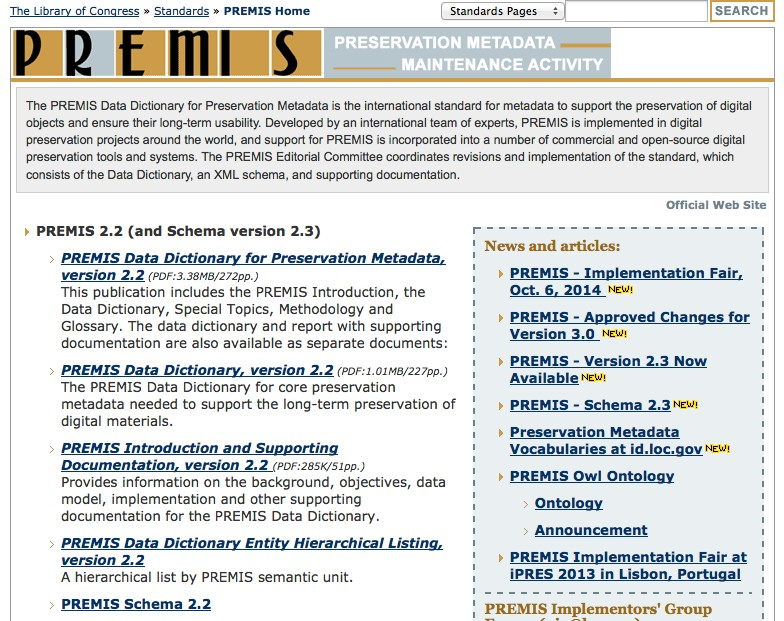 The Library of Congress » Standards » PREMIS Home
Standards Pages
SEARCH
PREMIS
PRESERVATION METADATA
MAINTENANCE ACTIVITY
The PREMIS Data Dictionary for Preservation Metadata is the international standard for metadata to support the preservation of digital
objects and ensure their long-term usability. Developed by an international team of experts, PREMIS is implemented in digital
preservation projects around the world, and support for PREMIS is incorporated into a number of commercial and open-source digital
preservation tools and systems. The PREMIS Editorial Committee coordinates revisions and implementation of the standard, which
consists of the Data Dictionary, an XML schema, and supporting documentation.
Official Web Site
PREMIS 2.2 (and Schema version 2.3)
PREMIS Data Dictionary for Preservation Metadata,
version 2.2 (PDF:3.38MB/272pp.)
This publication includes the PREMIS Introduction, the
Data Dictionary, Special Topics, Methodology and
Glossary. The data dictionary and report with supporting
documentation are also available as separate documents:
PREMIS Data Dictionary, version 2.2 (PDF:1.01MB/227pp.)
The PREMIS Data Dictionary for core preservation
metadata needed to support the long-term preservation of
digital materials.
PREMIS Introduction and Supporting
Documentation, version 2.2 (PDF:285K/51pp.)
Provides information on the background, objectives, data
model, implementation and other supporting
documentation for the PREMIS Data Dictionary.
PREMIS Data Dictionary Entity Hierarchical Listing,
version 2.2
A hierarchical list by PREMIS semantic unit.
PREMIS Schema 2.2
News and articles:
PREMIS - Implementation Fair,
Oct. 6, 2014 NEW!
PREMIS - Approved Changes for
Version 3.0 NEW!
PREMIS - Version 2.3 Now
Available NEW!
PREMIS - Schema 2.3 NEW!
Preservation Metadata
Vocabularies at id.loc.gov NEW!
PREMIS Owl Ontology
Ontology
Announcement
PREMIS Implementation Fair at
iPRES 2013 in Lisbon, Portugal
PREMIS Implementors' Group